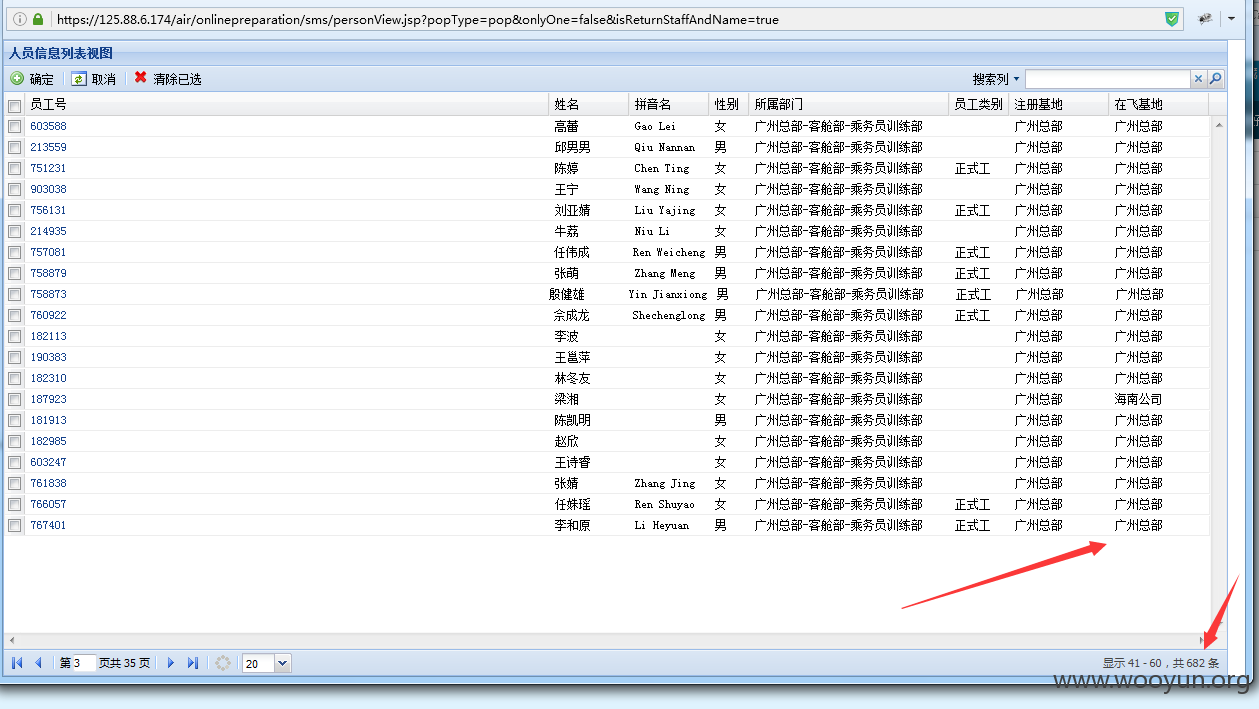 https://125.88.6.174/air/onlinepreparation/sms/personView.jsp?popType=pop&onlyOne=false&isReturnStaffAndName=true
人员信息列表视图
确定 取消 清除已选 搜索列
员工号 姓名 拼音名 性别 所属部门 员工类别 注册基地 在飞基地
603588 高蕾 Gao Lei 女 广州总部-客舱部-乘务员训练部 广州总部 广州总部
213559 邱男男 Qiu Nannan 男 广州总部-客舱部-乘务员训练部 广州总部 广州总部
751231 陈婷 Chen Ting 女 广州总部-客舱部-乘务员训练部 正式工 广州总部 广州总部
903038 王宁 Wang Ning 女 广州总部-客舱部-乘务员训练部 广州总部 广州总部
756131 刘亚婧 Liu Yajing 女 广州总部-客舱部-乘务员训练部 正式工 广州总部 广州总部
214935 牛荔 Niu Li 女 广州总部-客舱部-乘务员训练部 广州总部 广州总部
757081 任伟成 Ren Weicheng 男 广州总部-客舱部-乘务员训练部 正式工 广州总部 广州总部
758879 张萌 Zhang Meng 男 广州总部-客舱部-乘务员训练部 正式工 广州总部 广州总部
758873 殷健雄 Yin Jianxiong 男 广州总部-客舱部-乘务员训练部 正式工 广州总部 广州总部
760922 佘成龙 Shechenglong 男 广州总部-客舱部-乘务员训练部 正式工 广州总部 广州总部
182113 李波 女 广州总部-客舱部-乘务员训练部 广州总部 广州总部
190383 王邕萍 女 广州总部-客舱部-乘务员训练部 广州总部 广州总部
182310 林冬友 女 广州总部-客舱部-乘务员训练部 广州总部 广州总部
187923 梁湘 女 广州总部-客舱部-乘务员训练部 广州总部 海南公司
181913 陈凯明 男 广州总部-客舱部-乘务员训练部 广州总部 广州总部
182985 赵欣 女 广州总部-客舱部-乘务员训练部 广州总部 广州总部
603247 王诗睿 女 广州总部-客舱部-乘务员训练部 广州总部 广州总部
761838 张婧 Zhang Jing 女 广州总部-客舱部-乘务员训练部 广州总部 广州总部
766057 任姝瑶 Ren Shuyao 女 广州总部-客舱部-乘务员训练部 正式工 广州总部 广州总部
767401 李和原 Li Heyuan 男 广州总部-客舱部-乘务员训练部 正式工 广州总部 广州总部
第 3 页共 35 页 20 显示 41 - 60，共 682 条
www.wooyun.org